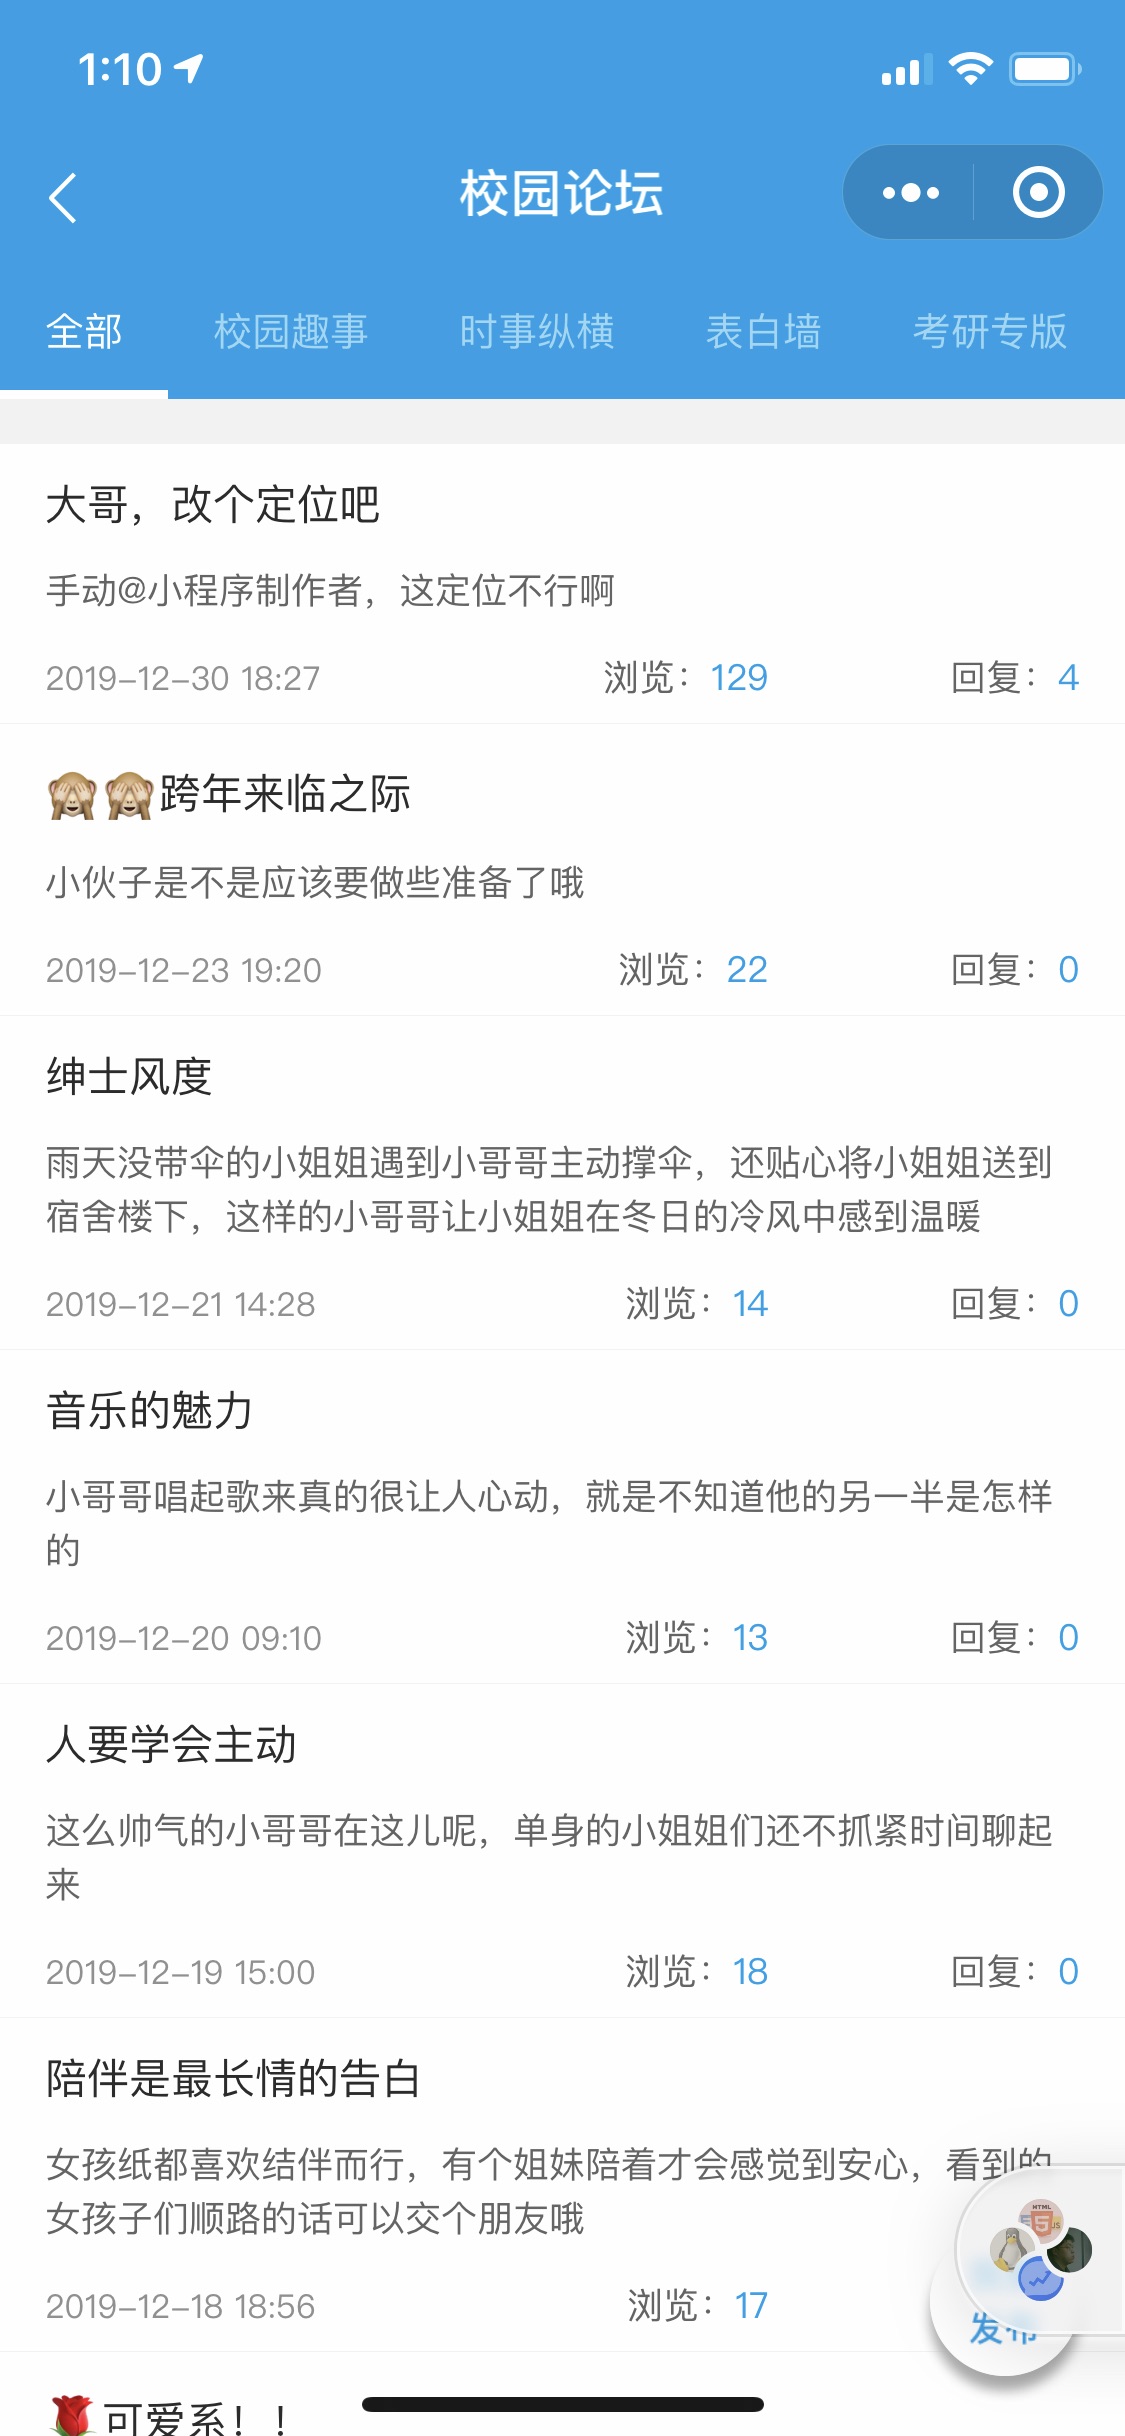 1:10
校园论坛
全部 校园趣事 时事纵横 表白墙 考研专版
大哥，改个定位吧
手动@小程序制作者，这定位不行啊
2019-12-30 18:27 浏览：129 回复：4
🙈🙈跨年来临之际
小伙子是不是应该要做些准备了哦
2019-12-23 19:20 浏览：22 回复：0
绅士风度
雨天没带伞的小姐姐遇到小哥哥主动撑伞，还贴心将小姐姐送到
宿舍楼下，这样的小哥哥让小姐姐在冬日的冷风中感到温暖
2019-12-21 14:28 浏览：14 回复：0
音乐的魅力
小哥哥唱起歌来真的很让人心动，就是不知道他的另一半是怎样
的
2019-12-20 09:10 浏览：13 回复：0
人要学会主动
这么帅气的小哥哥在这儿呢，单身的小姐姐们还不抓紧时间聊起
来
2019-12-19 15:00 浏览：18 回复：0
陪伴是最长情的告白
女孩纸都喜欢结伴而行，有个姐妹陪着才会感觉到安心，看到的
女孩子们顺路的话可以交个朋友哦
HTML
5
JS
2019-12-18 18:56 浏览：17
发布
🌹可爱系！！